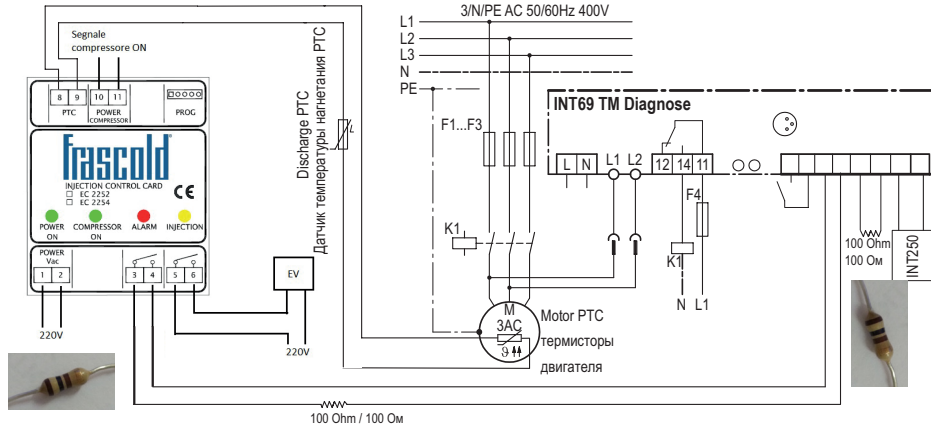 3/N/PE AC 50/60Hz 400V
L1
L2
L3
N
PE
Segnale
compressore ON
8 9 10 11
PTC
POWER
COMPRESSOR
PROG
frascold
INJECTION CONTROL CARD
EC 2252
EC 2254
CE
POWER
ON
COMPRESSOR
ON
ALARM
INJECTION
POWER
Vac
1 2 3 4 5 6
220V
220V
EV
Discharge PTC
Датчик температуры нагнетания PTC
L
F1...F3
K1
M
3AC
ϑ
Motor PTC
термисторы
двигателя
INT69 TM Diagnose
L N L1 L2 12 14 11
F4
K1
N L1
100 Ohm
100 Ом
INT250
100 Ohm / 100 Ом